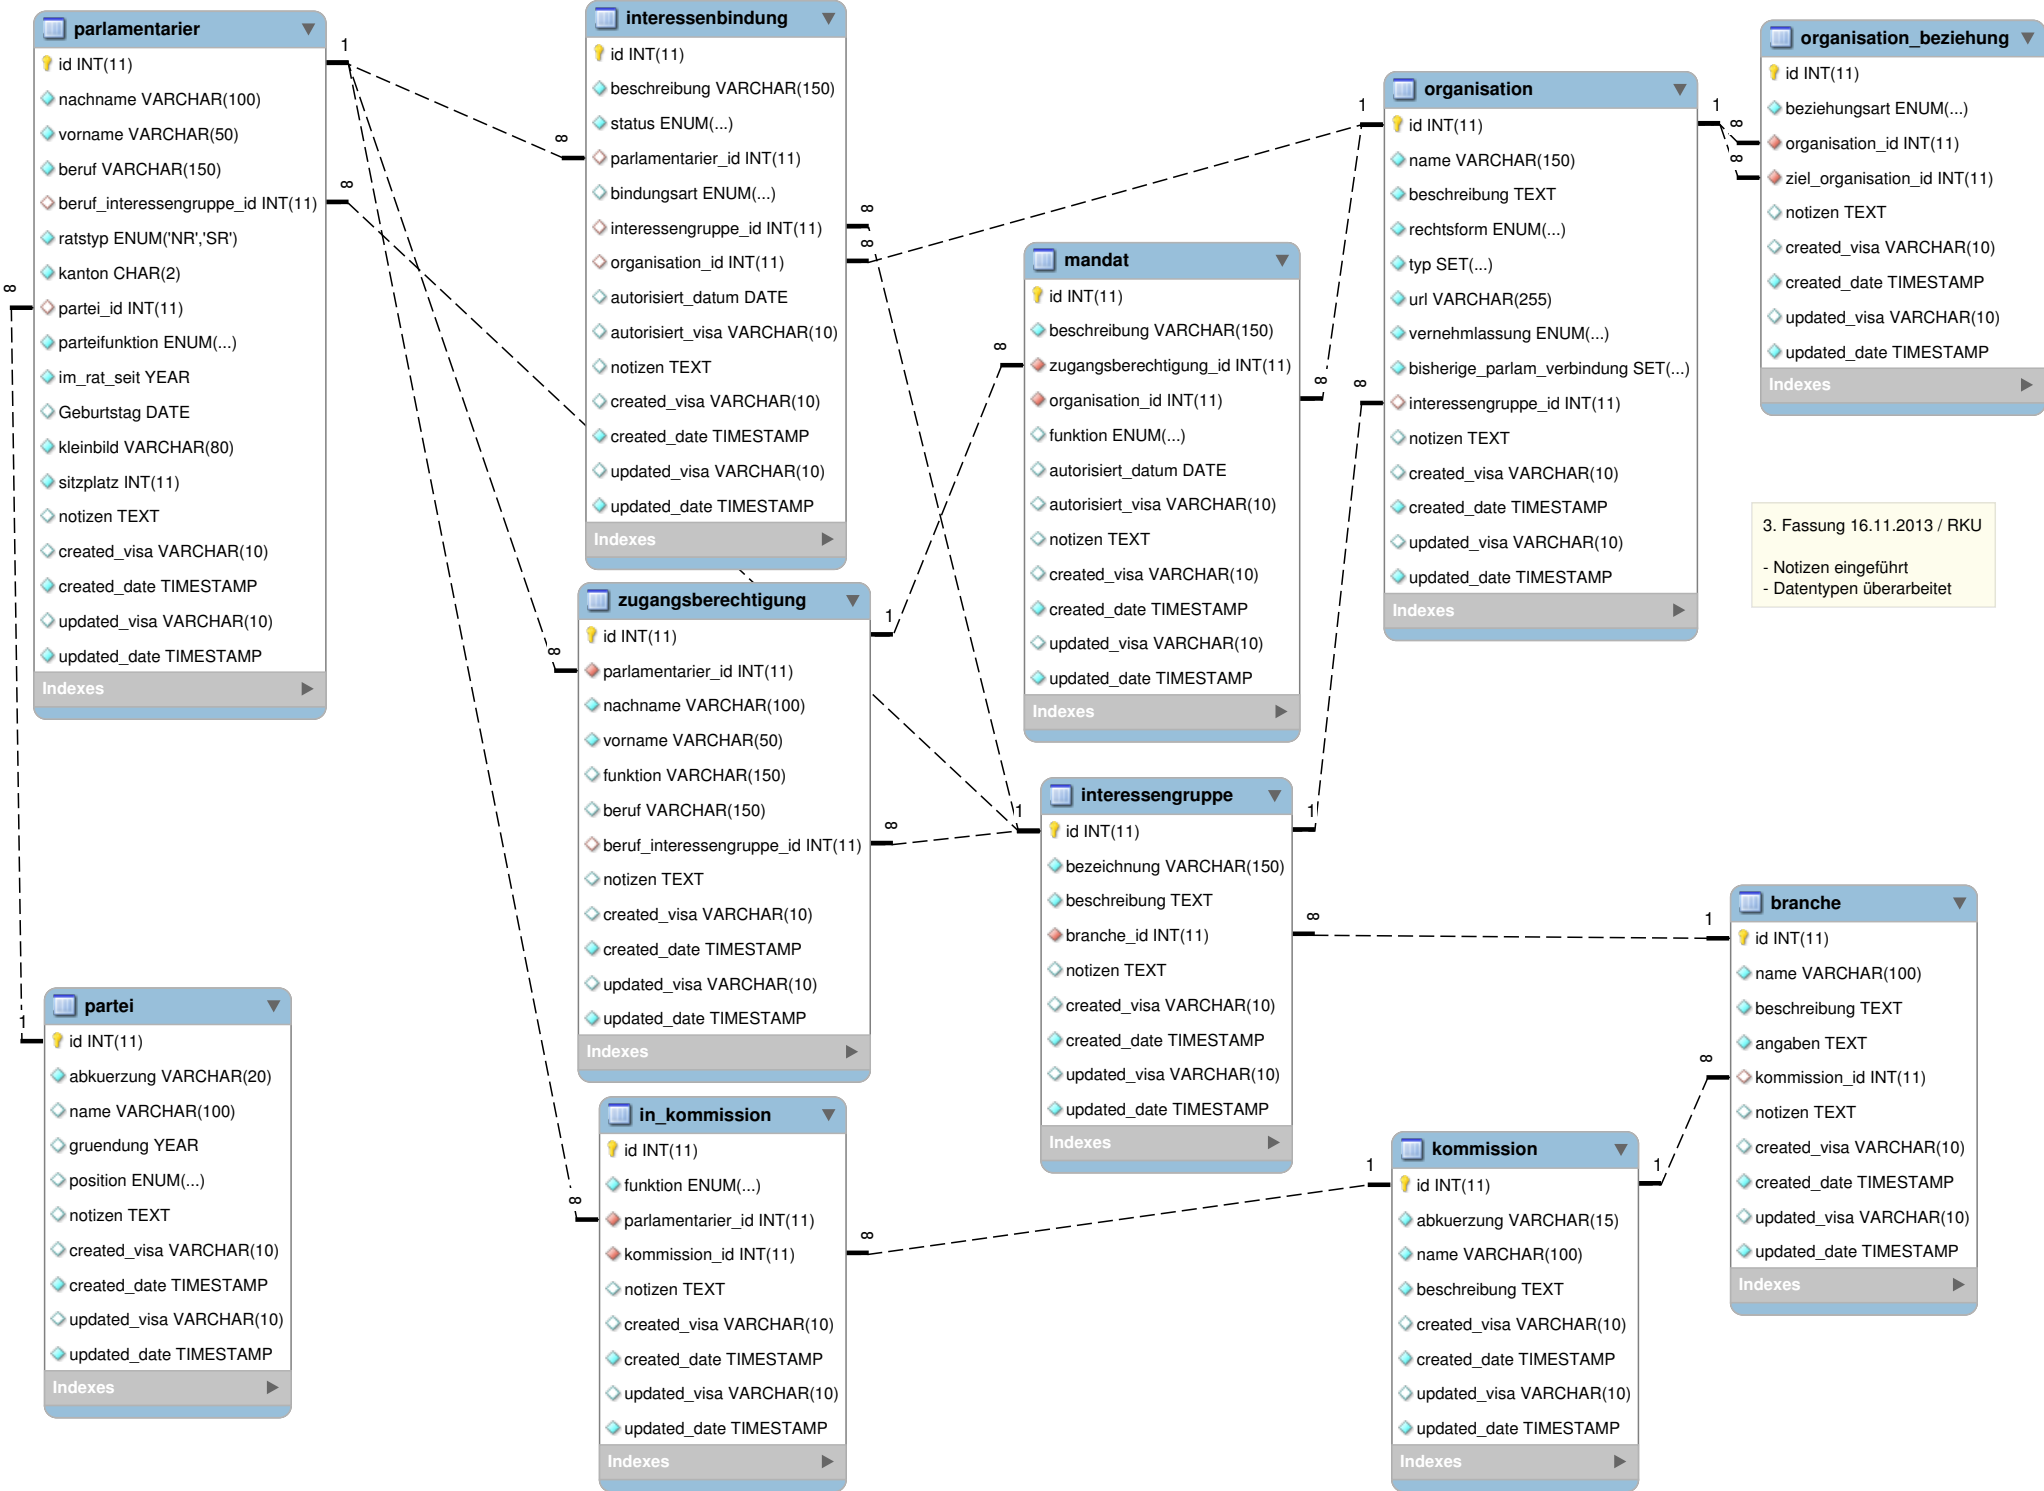 parlamentarier
1
id INT(11)
nachname VARCHAR(100)
vorname VARCHAR(50)
beruf VARCHAR(150)
∞
beruf_interessengruppe_id INT(11)
ratstyp ENUM('NR','SR')
kanton CHAR(2)
∞
partei_id INT(11)
parteifunktion ENUM(...)
im_rat_seit YEAR
Geburtstag DATE
kleinbild VARCHAR(80)
sitzplatz INT(11)
notizen TEXT
created_visa VARCHAR(10)
created_date TIMESTAMP
updated_visa VARCHAR(10)
updated_date TIMESTAMP
Indexes
partei
1
id INT(11)
abkuerzung VARCHAR(20)
name VARCHAR(100)
gruendung YEAR
position ENUM(...)
notizen TEXT
created_visa VARCHAR(10)
created_date TIMESTAMP
updated_visa VARCHAR(10)
updated_date TIMESTAMP
Indexes
interessenbindung
id INT(11)
beschreibung VARCHAR(150)
status ENUM(...)
∞
parlamentarier_id INT(11)
bindungsart ENUM(...)
∞
interessengruppe_id INT(11)
∞
organisation_id INT(11)
autorisiert_datum DATE
autorisiert_visa VARCHAR(10)
notizen TEXT
created_visa VARCHAR(10)
created_date TIMESTAMP
updated_visa VARCHAR(10)
updated_date TIMESTAMP
Indexes
zugangsberechtigung
1
id INT(11)
∞
parlamentarier_id INT(11)
nachname VARCHAR(100)
vorname VARCHAR(50)
funktion VARCHAR(150)
beruf VARCHAR(150)
∞
beruf_interessengruppe_id INT(11)
notizen TEXT
created_visa VARCHAR(10)
created_date TIMESTAMP
updated_visa VARCHAR(10)
updated_date TIMESTAMP
Indexes
in_kommission
id INT(11)
funktion ENUM(...)
∞
parlamentarier_id INT(11)
∞
kommission_id INT(11)
notizen TEXT
created_visa VARCHAR(10)
created_date TIMESTAMP
updated_visa VARCHAR(10)
updated_date TIMESTAMP
Indexes
mandat
id INT(11)
beschreibung VARCHAR(150)
∞
zugangsberechtigung_id INT(11)
∞
organisation_id INT(11)
funktion ENUM(...)
autorisiert_datum DATE
autorisiert_visa VARCHAR(10)
notizen TEXT
created_visa VARCHAR(10)
created_date TIMESTAMP
updated_visa VARCHAR(10)
updated_date TIMESTAMP
Indexes
interessengruppe
1
1
id INT(11)
bezeichnung VARCHAR(150)
beschreibung TEXT
∞
branche_id INT(11)
notizen TEXT
created_visa VARCHAR(10)
created_date TIMESTAMP
updated_visa VARCHAR(10)
updated_date TIMESTAMP
Indexes
organisation
1
1
id INT(11)
name VARCHAR(150)
beschreibung TEXT
rechtsform ENUM(...)
typ SET(...)
url VARCHAR(255)
vernehmlassung ENUM(...)
bisherige_parlam_verbindung SET(...)
∞
interessengruppe_id INT(11)
notizen TEXT
created_visa VARCHAR(10)
created_date TIMESTAMP
updated_visa VARCHAR(10)
updated_date TIMESTAMP
Indexes
kommission
1
1
id INT(11)
abkuerzung VARCHAR(15)
name VARCHAR(100)
beschreibung TEXT
created_visa VARCHAR(10)
created_date TIMESTAMP
updated_visa VARCHAR(10)
updated_date TIMESTAMP
Indexes
organisation_beziehung
id INT(11)
beziehungsart ENUM(...)
∞
organisation_id INT(11)
∞
ziel_organisation_id INT(11)
notizen TEXT
created_visa VARCHAR(10)
created_date TIMESTAMP
updated_visa VARCHAR(10)
updated_date TIMESTAMP
Indexes
3. Fassung 16.11.2013 / RKU
- Notizen eingeführt
- Datentypen überarbeitet
branche
1
id INT(11)
name VARCHAR(100)
beschreibung TEXT
angaben TEXT
∞
kommission_id INT(11)
notizen TEXT
created_visa VARCHAR(10)
created_date TIMESTAMP
updated_visa VARCHAR(10)
updated_date TIMESTAMP
Indexes